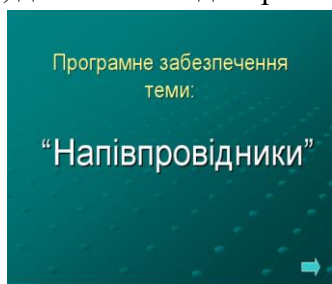 Програмне забезпечення
теми:
“Напівпровідники”